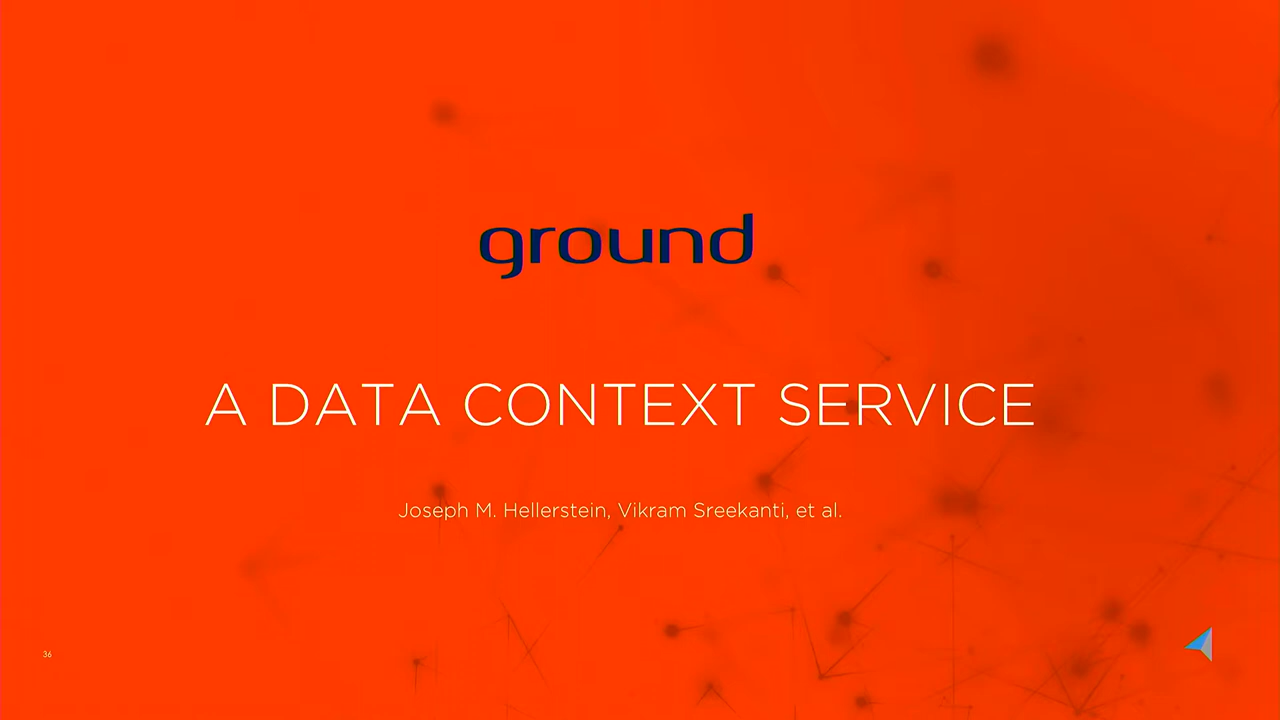 ground
A DATA CONTEXT SERVICE
Joseph M. Hellerstein, Vikram Sreekanti, et al.
36